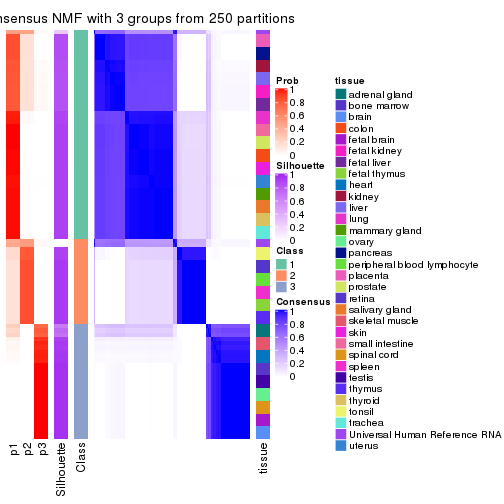 nsensus NMF with 3 groups from 250 partitions
Prob
1
0.8
0.6
0.4
0.2
0
Silhouette
1
0.8
0.6
0.4
0.2
0
Class
1
2
3
Consensus
1
0.8
0.6
0.4
0.2
0
tissue
adrenal gland
bone marrow
brain
colon
fetal brain
fetal kidney
fetal liver
fetal thymus
heart
kidney
liver
lung
mammary gland
ovary
pancreas
peripheral blood lymphocyte
placenta
prostate
retina
salivary gland
skeletal muscle
skin
small intestine
spinal cord
spleen
testis
thymus
thyroid
tonsil
trachea
Universal Human Reference RNA
uterus
p1
p2
p3
Silhouette
Class
tissue